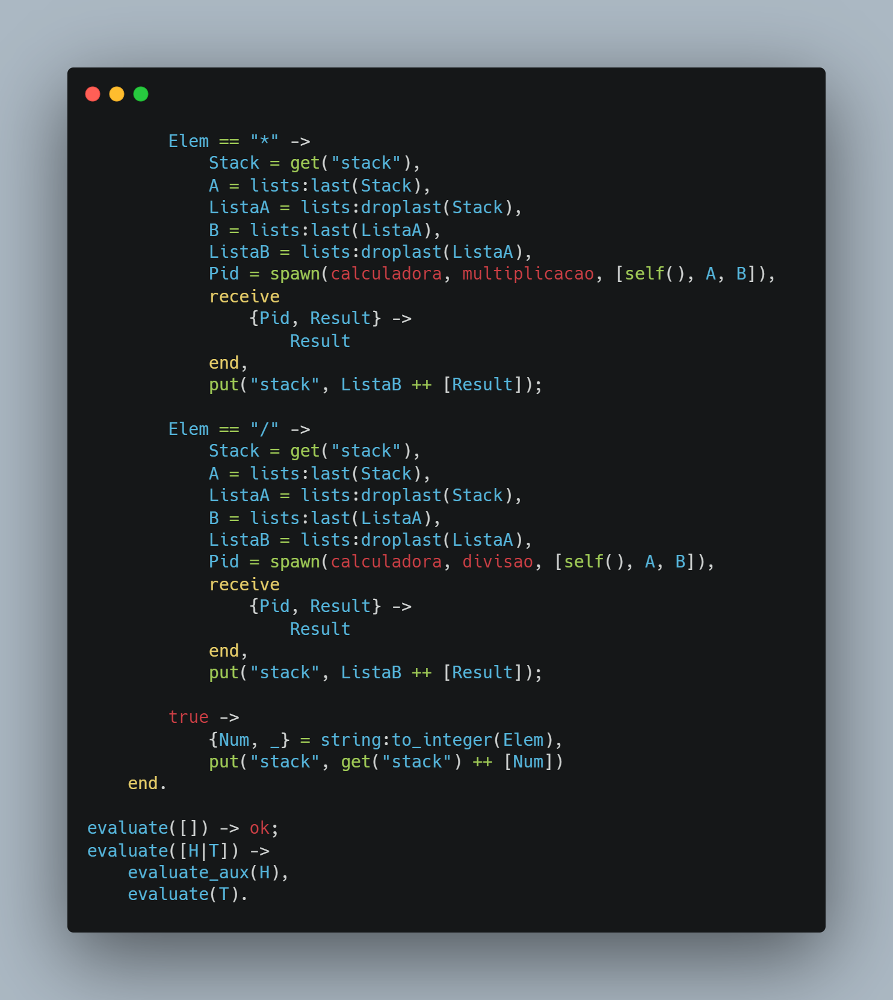 Elem == "*" ->
            Stack = get("stack"),
            A = lists:last(Stack),
            ListaA = lists:droplast(Stack),
            B = lists:last(ListaA),
            ListaB = lists:droplast(ListaA),
            Pid = spawn(calculadora, multiplicacao, [self(), A, B]),
            receive
                {Pid, Result} ->
                    Result
            end,
            put("stack", ListaB ++ [Result]);

        Elem == "/" ->
            Stack = get("stack"),
            A = lists:last(Stack),
            ListaA = lists:droplast(Stack),
            B = lists:last(ListaA),
            ListaB = lists:droplast(ListaA),
            Pid = spawn(calculadora, divisao, [self(), A, B]),
            receive
                {Pid, Result} ->
                    Result
            end,
            put("stack", ListaB ++ [Result]);

        true ->
            {Num, _} = string:to_integer(Elem),
            put("stack", get("stack") ++ [Num])
    end.

evaluate([]) -> ok;
evaluate([H|T]) ->
    evaluate_aux(H),
    evaluate(T).